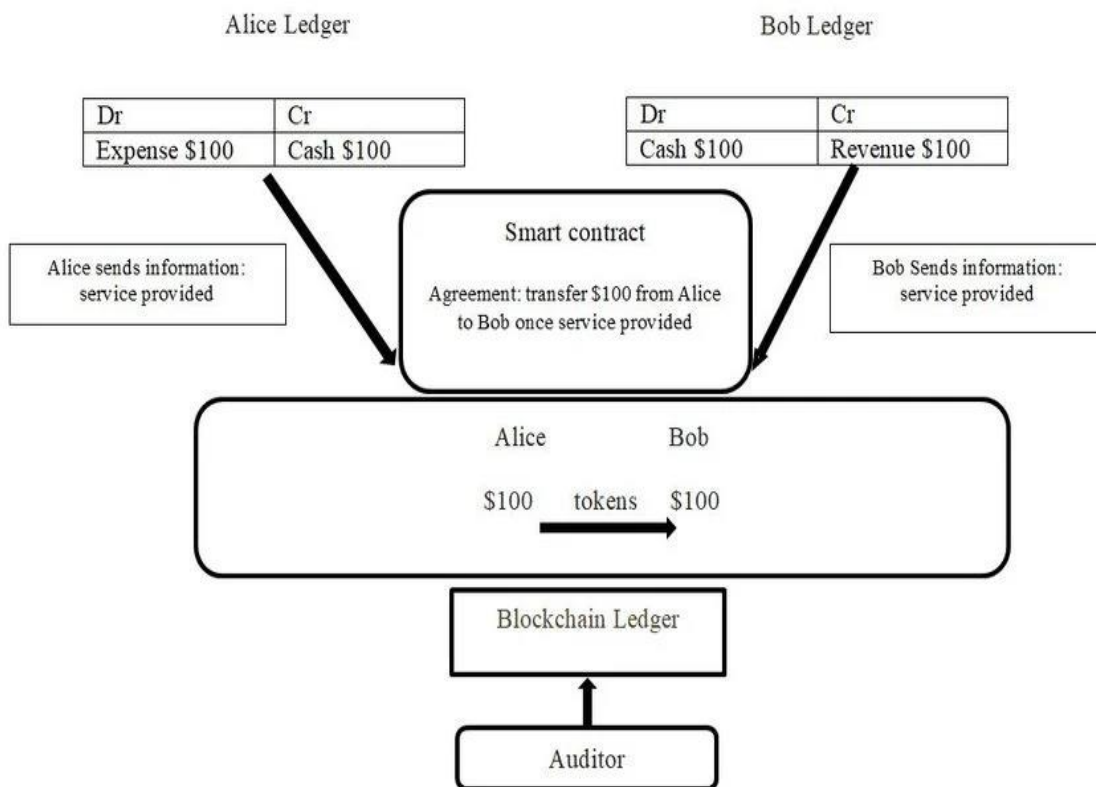 Alice Ledger
Bob Ledger
Dr Cr
Expense $100 Cash $100
Dr Cr
Cash $100 Revenue $100
Smart contract
Agreement: transfer $100 from Alice
to Bob once service provided
Alice sends information:
service provided
Bob Sends information:
service provided
Alice Bob
$100 tokens $100
Blockchain Ledger
Auditor